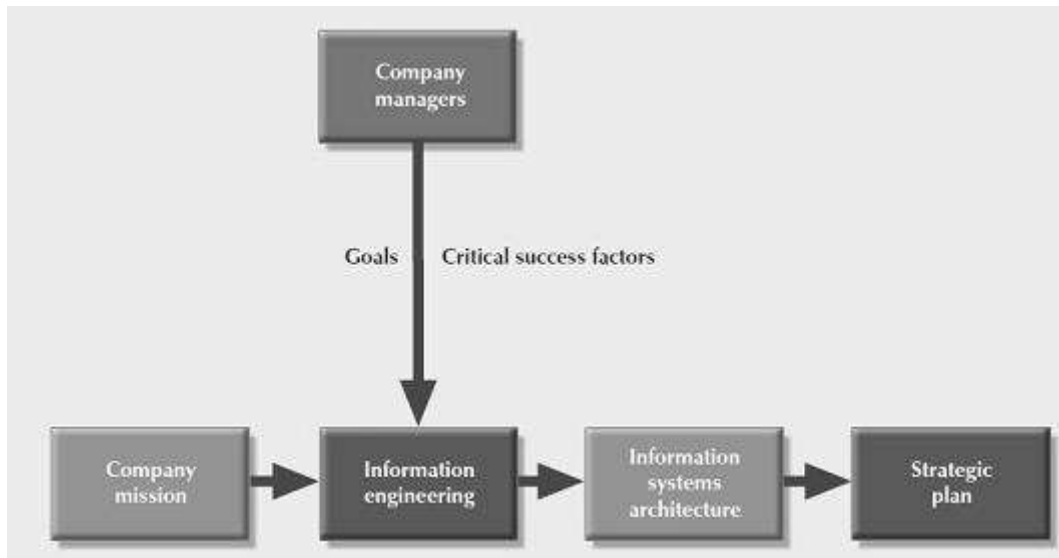 Company
managers
Goals
Critical success factors
Company
mission
Information
engineering
Information
systems
architecture
Strategic
plan